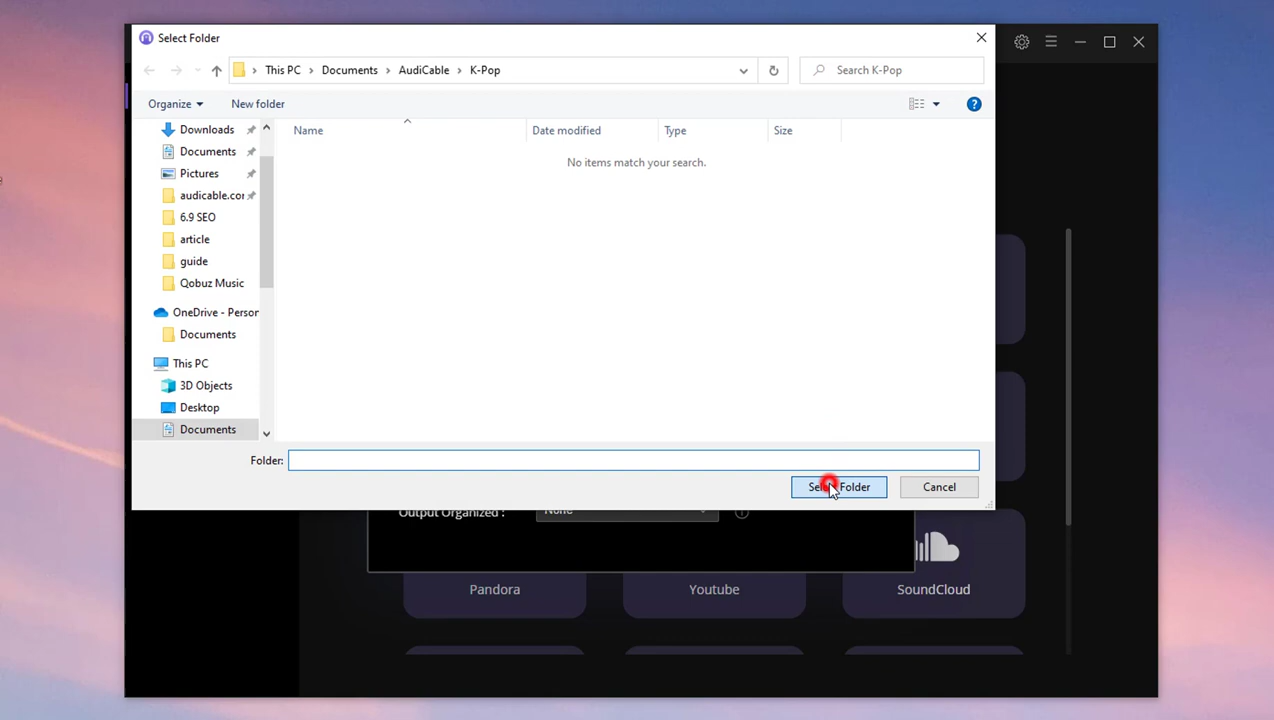 Select Folder
This PC > Documents > AudiCable > K-Pop
Search K-Pop
Organize
New folder
Name
Date modified
Type
Size
No items match your search.
Downloads
Documents
Pictures
audicable.co
6.9 SEO
article
guide
Qobuz Music
OneDrive - Person
Documents
This PC
3D Objects
Desktop
Documents
Folder:
Select Folder
Cancel
Output Organized :
None
Pandora
Youtube
SoundCloud